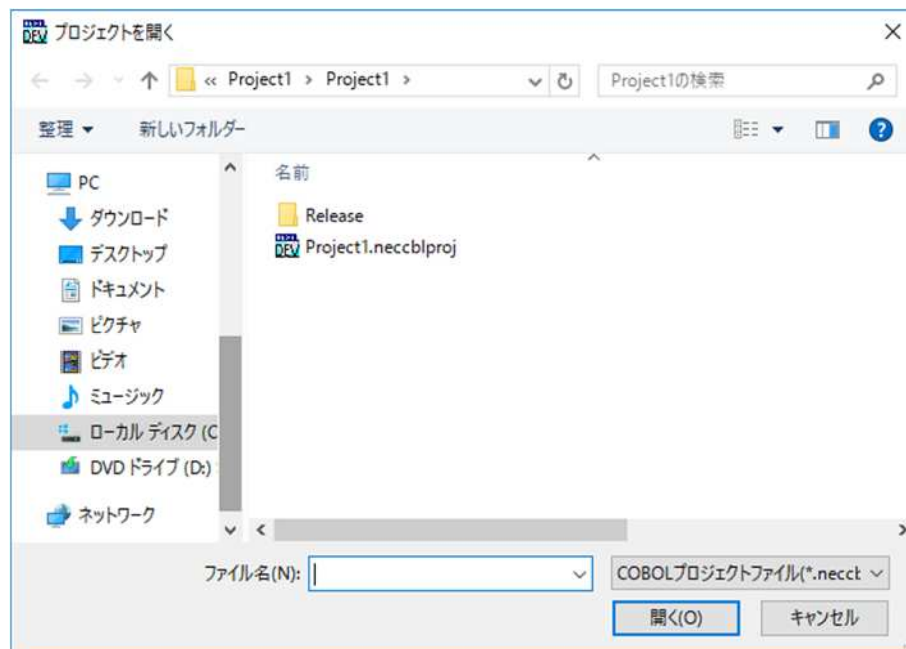 プロジェクトを開く
« Project1 > Project1 >
Project1の検索
整理
新しいフォルダー
PC
ダウンロード
デスクトップ
ドキュメント
ピクチャ
ビデオ
ミュージック
ローカル ディスク (C
DVD ドライブ (D:)
ネットワーク
名前
Release
Project1.neccblproj
ファイル名(N):
COBOLプロジェクトファイル(*.neccb
開く(O)
キャンセル